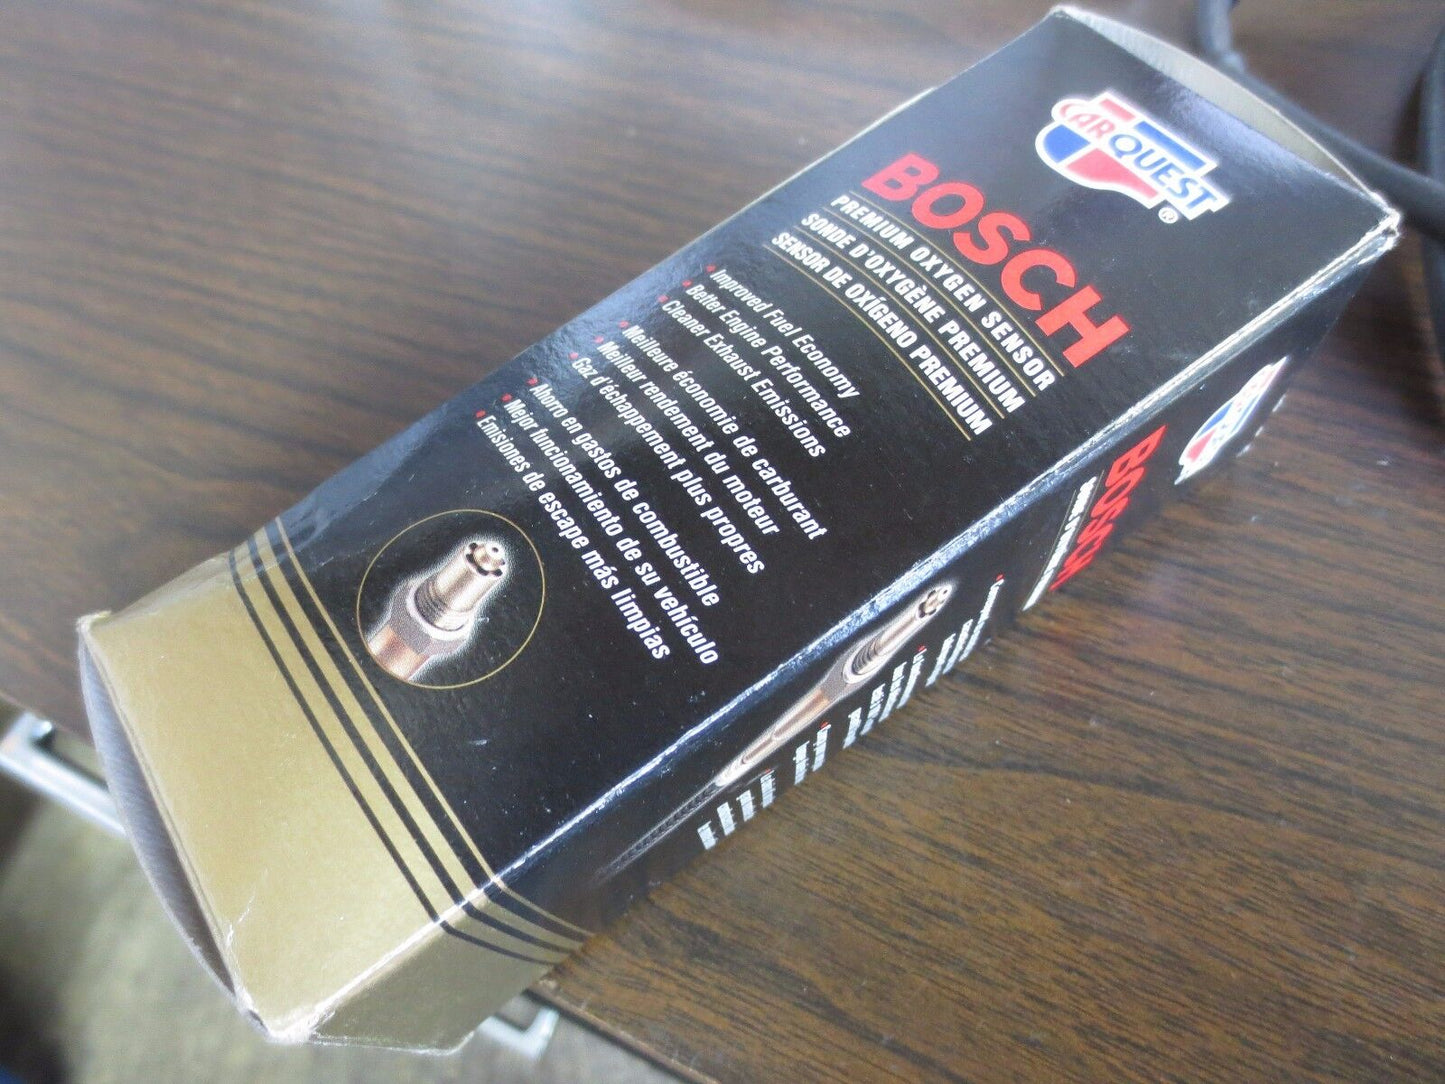 CARQUEST®
BOSCH
PREMIUM OXYGEN SENSOR
SONDE D'OXYGÈNE PREMIUM
SENSOR DE OXÍGENO PREMIUM
• Improved Fuel Economy
• Better Engine Performance
• Cleaner Exhaust Emissions
• Meilleure économie de carburant
• Meilleur rendement du moteur
• Gaz d'échappement plus propres
• Ahorro en gastos de combustible
• Mejor funcionamiento de su vehículo
• Emisiones de escape más limpias
BOSCH